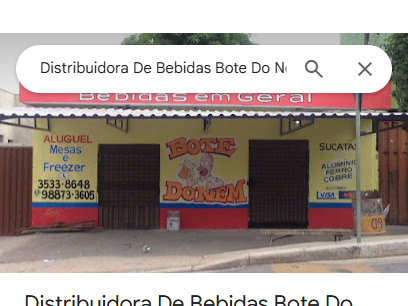 Distribuidora De Bebidas Bote Do Ne
Bebidas em Geral
ALUGUEL
Mesas
e
Freezer
3533-8648
98873-3605
BOTE
DONEM
SUCATAS
ALUMINIO
FERRO
COBRE
VISA
Distribuidora De Bebidas Bote Do